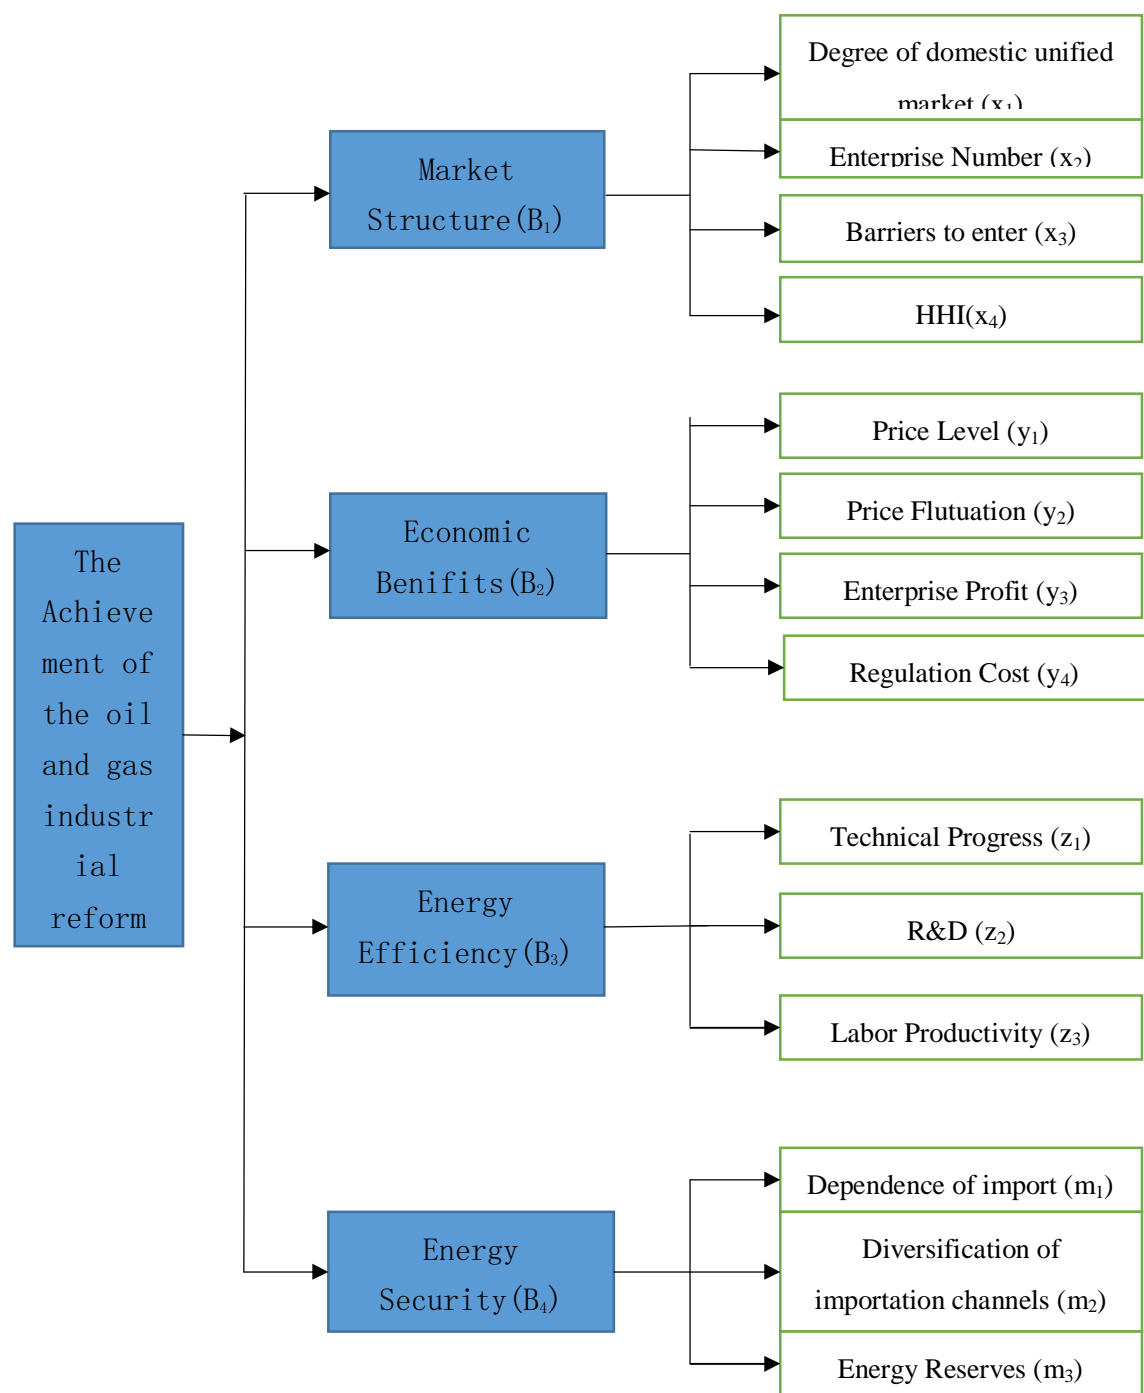 The
Achieve
ment of
the oil
and gas
industr
ial
reform
Market
Structure(B₁)
Degree of domestic unified
market (x₁)
Enterprise Number (x₂)
Barriers to enter (x₃)
HHI(x₄)
Economic
Benifits(B₂)
Price Level (y₁)
Price Flutuation (y₂)
Enterprise Profit (y₃)
Regulation Cost (y₄)
Energy
Efficiency(B₃)
Technical Progress (z₁)
R&D (z₂)
Labor Productivity (z₃)
Energy
Security(B₄)
Dependence of import (m₁)
Diversification of
importation channels (m₂)
Energy Reserves (m₃)